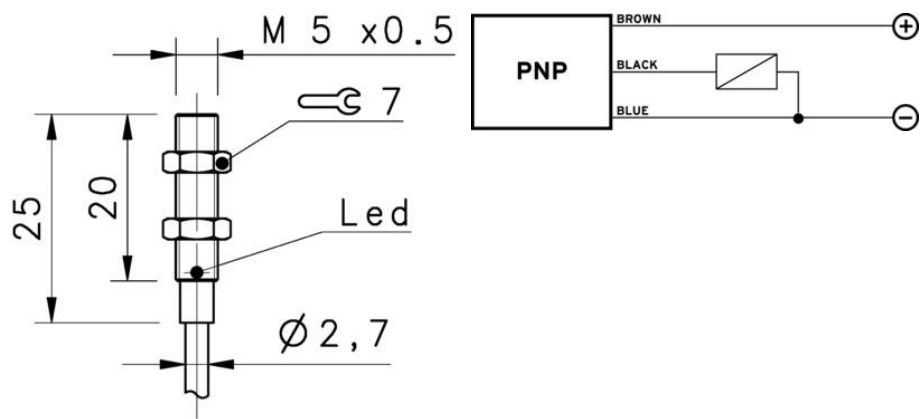 M 5 x0.5
7
25
20
Led
Ø2,7
BROWN
PNP
BLACK
BLUE
+
−